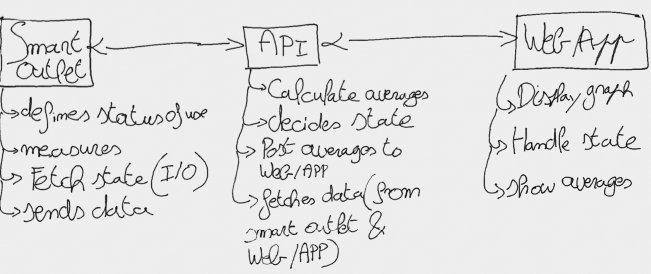 Smart
Outlet
API
Web-App
defines status of use
measures
Fetch state (I/O)
sends data
Calculate averages
decides state
Post averages to
Web/APP
fetches data (from
smart outlet &
Web/APP)
Display graph
Handle state
show averages